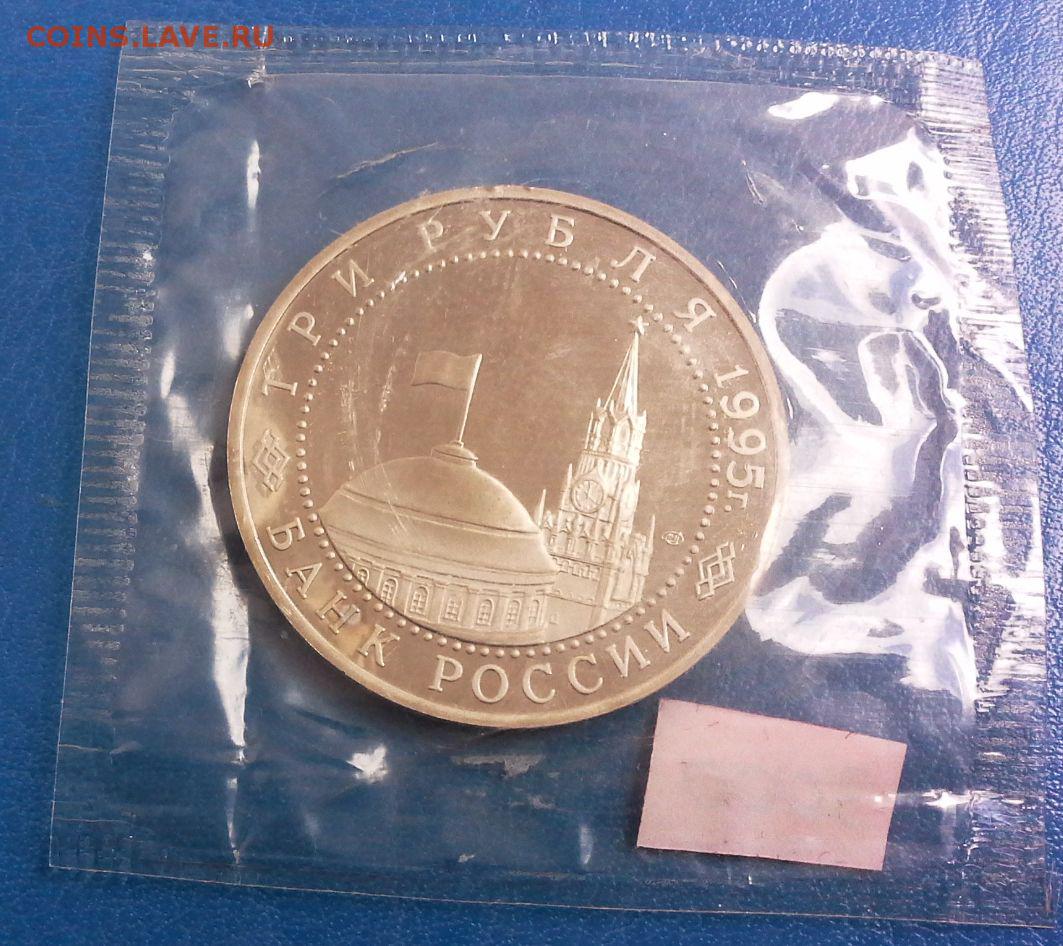 COINS.LAVE.RU
ТРИ РУБЛЯ 1995г.
БАНК РОССИИ